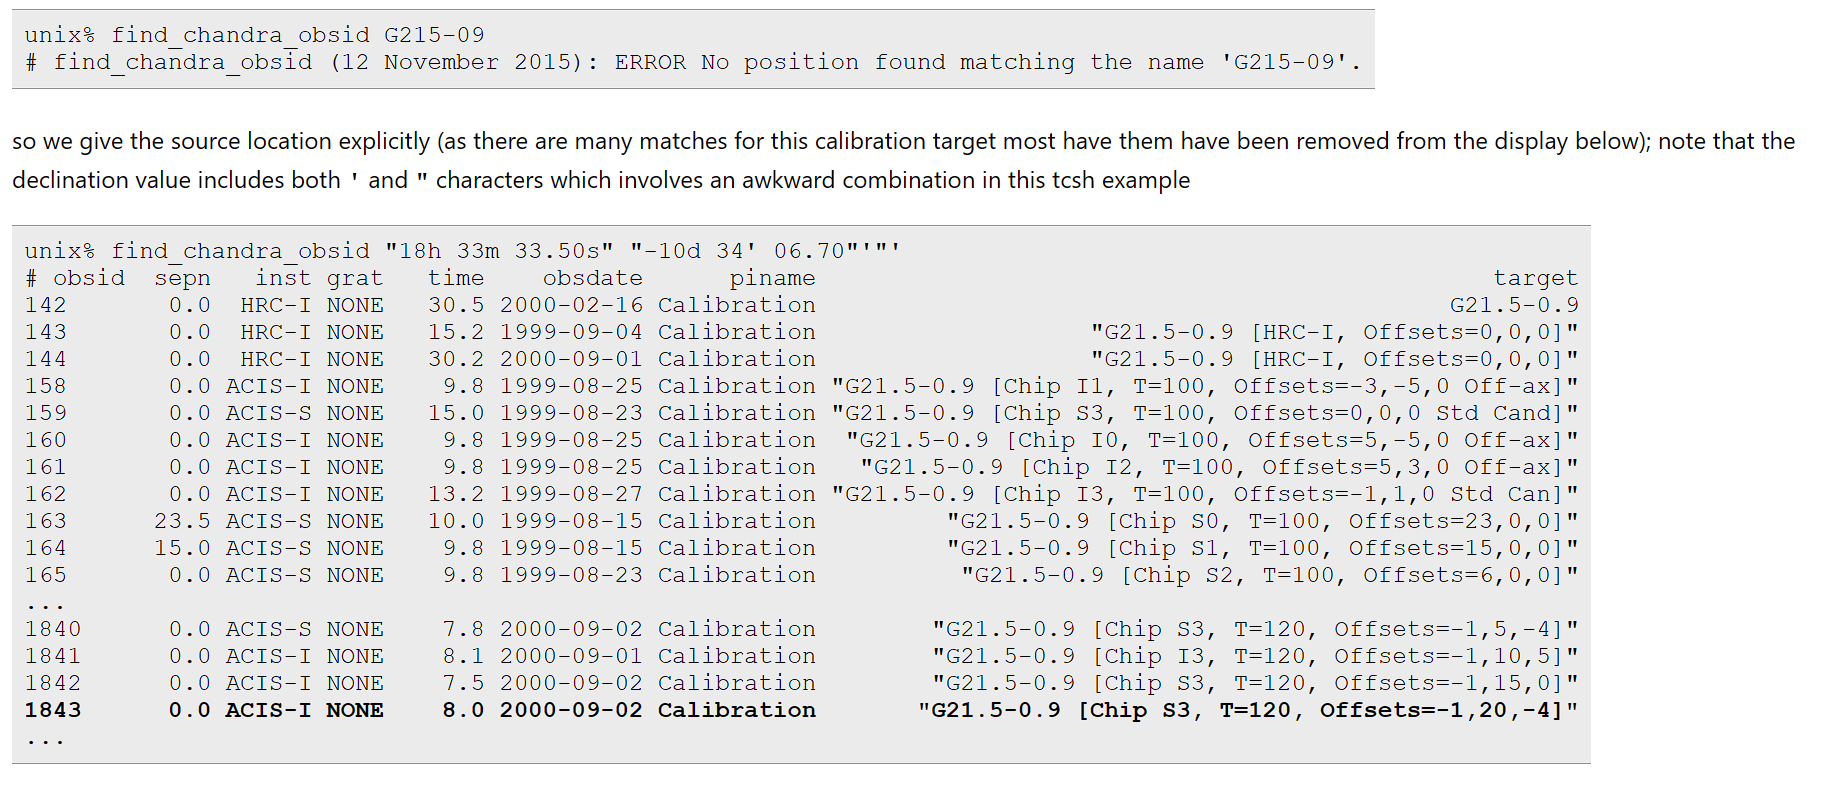 unix% find_chandra_obsid G215-09
# find_chandra_obsid (12 November 2015): ERROR No position found matching the name 'G215-09'.
so we give the source location explicitly (as there are many matches for this calibration target most have them have been removed from the display below); note that the
declination value includes both ' and " characters which involves an awkward combination in this tcsh example
unix% find_chandra_obsid "18h 33m 33.50s" "-10d 34' 06.70"'"'
# obsid  sepn   inst grat   time    obsdate      piname                                               target
142       0.0  HRC-I NONE   30.5 2000-02-16 Calibration                                            G21.5-0.9
143       0.0  HRC-I NONE   15.2 1999-09-04 Calibration                   "G21.5-0.9 [HRC-I, Offsets=0,0,0]"
144       0.0  HRC-I NONE   30.2 2000-09-01 Calibration                   "G21.5-0.9 [HRC-I, Offsets=0,0,0]"
158       0.0 ACIS-I NONE    9.8 1999-08-25 Calibration "G21.5-0.9 [Chip I1, T=100, Offsets=-3,-5,0 Off-ax]"
159       0.0 ACIS-S NONE   15.0 1999-08-23 Calibration "G21.5-0.9 [Chip S3, T=100, Offsets=0,0,0 Std Cand]"
160       0.0 ACIS-I NONE    9.8 1999-08-25 Calibration  "G21.5-0.9 [Chip I0, T=100, Offsets=5,-5,0 Off-ax]"
161       0.0 ACIS-I NONE    9.8 1999-08-25 Calibration   "G21.5-0.9 [Chip I2, T=100, Offsets=5,3,0 Off-ax]"
162       0.0 ACIS-I NONE   13.2 1999-08-27 Calibration "G21.5-0.9 [Chip I3, T=100, Offsets=-1,1,0 Std Can]"
163      23.5 ACIS-S NONE   10.0 1999-08-15 Calibration         "G21.5-0.9 [Chip S0, T=100, Offsets=23,0,0]"
164      15.0 ACIS-S NONE    9.8 1999-08-15 Calibration         "G21.5-0.9 [Chip S1, T=100, Offsets=15,0,0]"
165       0.0 ACIS-S NONE    9.8 1999-08-23 Calibration          "G21.5-0.9 [Chip S2, T=100, Offsets=6,0,0]"
...
1840      0.0 ACIS-S NONE    7.8 2000-09-02 Calibration        "G21.5-0.9 [Chip S3, T=120, Offsets=-1,5,-4]"
1841      0.0 ACIS-I NONE    8.1 2000-09-01 Calibration        "G21.5-0.9 [Chip I3, T=120, Offsets=-1,10,5]"
1842      0.0 ACIS-I NONE    7.5 2000-09-02 Calibration        "G21.5-0.9 [Chip S3, T=120, Offsets=-1,15,0]"
1843      0.0 ACIS-I NONE    8.0 2000-09-02 Calibration       "G21.5-0.9 [Chip S3, T=120, Offsets=-1,20,-4]"
...